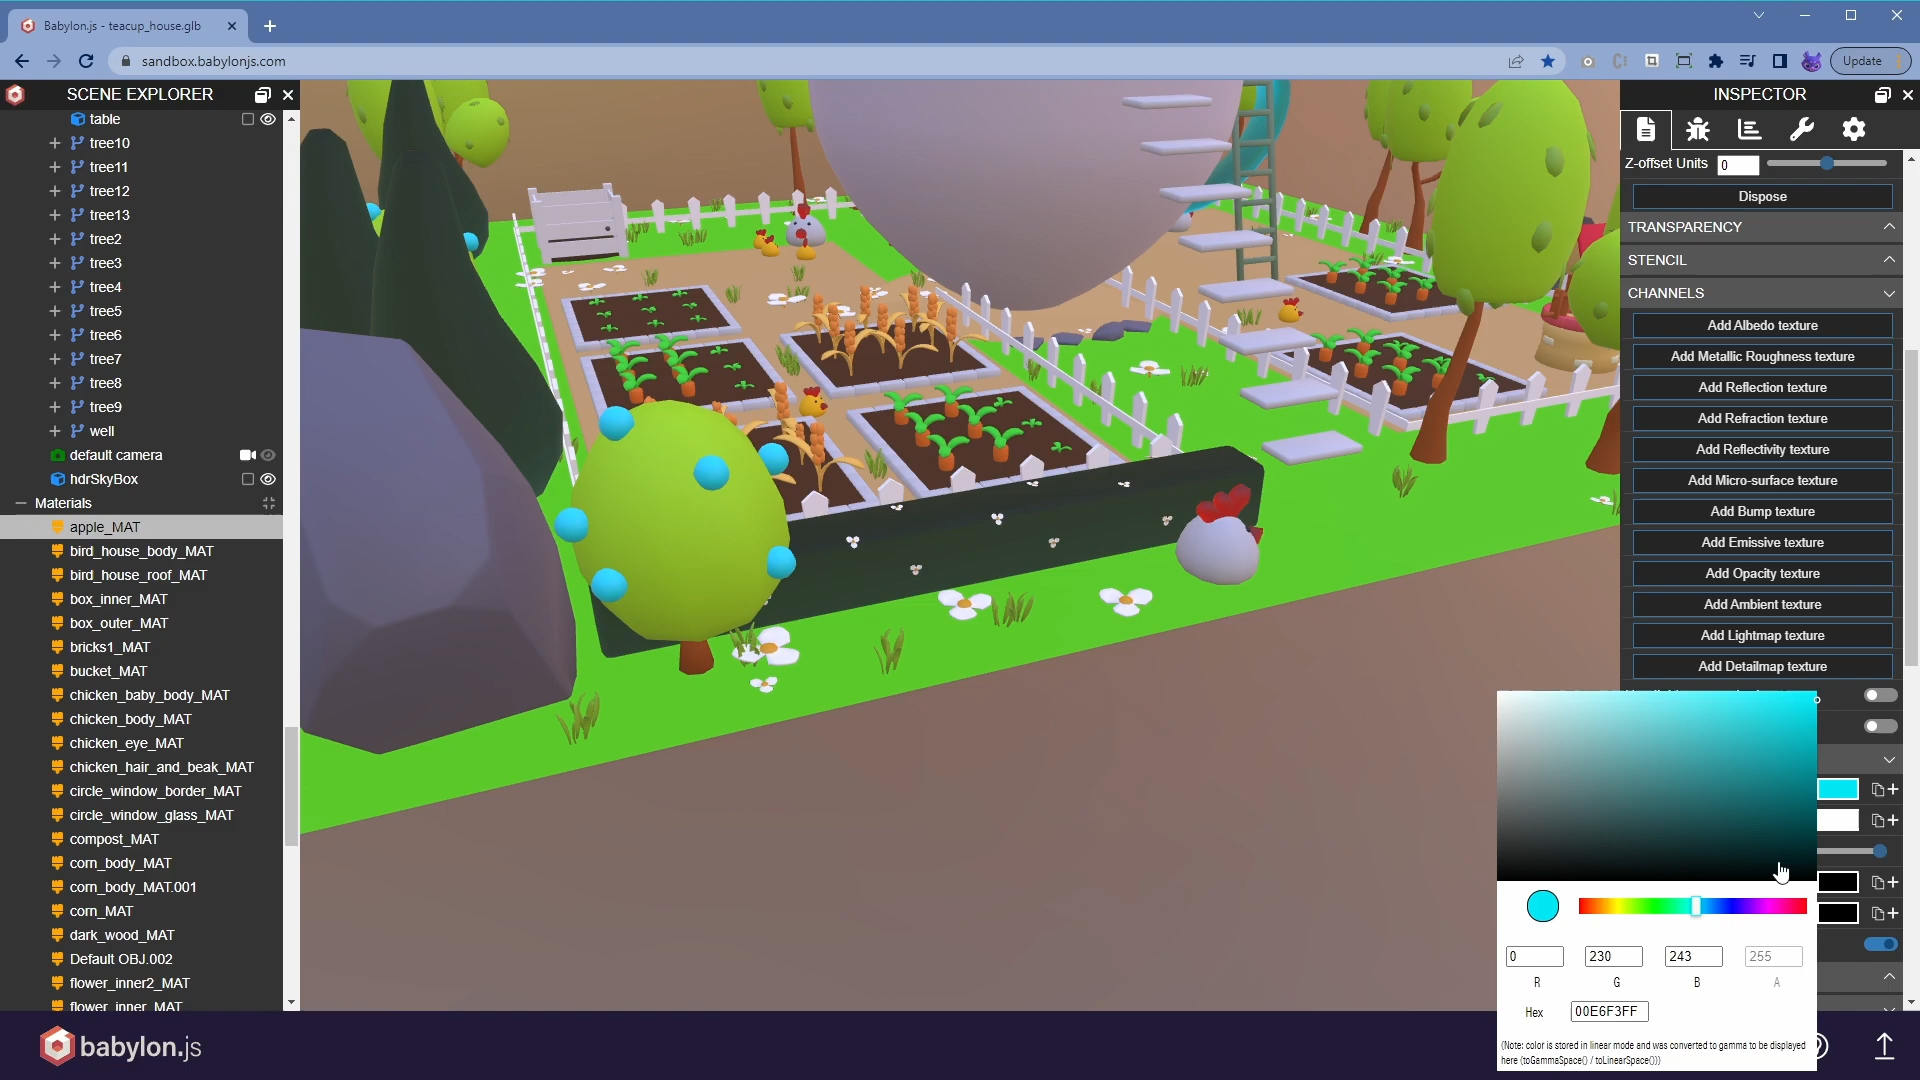 Babylon.js - teacup_house.glb
sandbox.babylonjs.com
Update
SCENE EXPLORER
table
tree10
tree11
tree12
tree13
tree2
tree3
tree4
tree5
tree6
tree7
tree8
tree9
well
default camera
hdrSkyBox
Materials
apple_MAT
bird_house_body_MAT
bird_house_roof_MAT
box_inner_MAT
box_outer_MAT
bricks1_MAT
bucket_MAT
chicken_baby_body_MAT
chicken_body_MAT
chicken_eye_MAT
chicken_hair_and_beak_MAT
circle_window_border_MAT
circle_window_glass_MAT
compost_MAT
corn_body_MAT
corn_body_MAT.001
corn_MAT
dark_wood_MAT
Default OBJ.002
flower_inner2_MAT
flower_inner_MAT
INSPECTOR
Z-offset Units 0
Dispose
TRANSPARENCY
STENCIL
CHANNELS
Add Albedo texture
Add Metallic Roughness texture
Add Reflection texture
Add Refraction texture
Add Reflectivity texture
Add Micro-surface texture
Add Bump texture
Add Emissive texture
Add Opacity texture
Add Ambient texture
Add Lightmap texture
Add Detailmap texture
0 230 243 255
R G B A
Hex 00E6F3FF
(Note: color is stored in linear mode and was converted to gamma to be displayed
here (toGammaSpace() / toLinearSpace()))
babylon.js